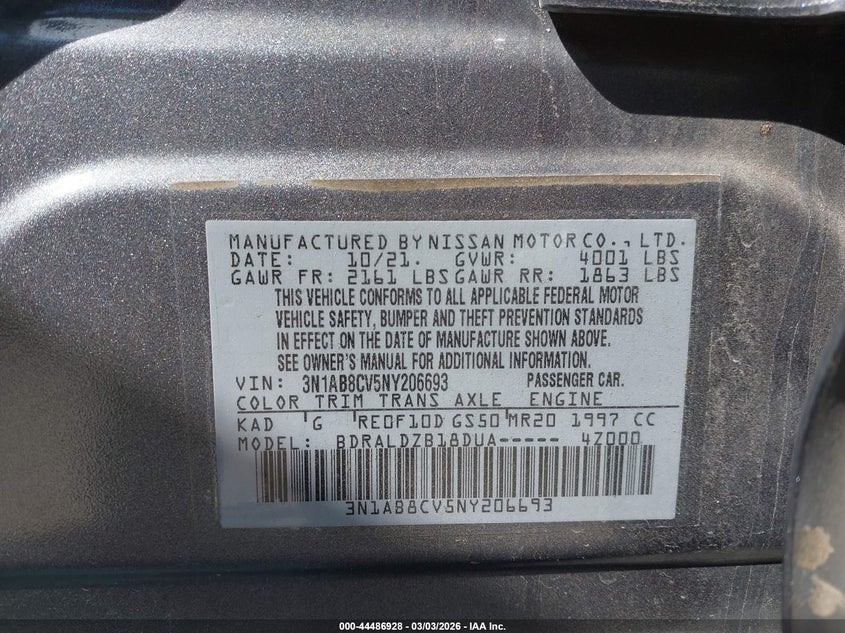 MANUFACTURED BY NISSAN MOTOR CO., LTD.
DATE: 10/21. GVWR: 4001 LBS
GAWR FR: 2161 LBS GAWR RR: 1863 LBS
THIS VEHICLE CONFORMS TO ALL APPLICABLE FEDERAL MOTOR
VEHICLE SAFETY, BUMPER AND THEFT PREVENTION STANDARDS
IN EFFECT ON THE DATE OF MANUFACTURE SHOWN ABOVE.
SEE OWNER'S MANUAL FOR ADDITIONAL INFORMATION.
VIN: 3N1AB8CV5NY206693 PASSENGER CAR.
COLOR TRIM TRANS AXLE ENGINE
KAD G RE0F10D GS50 MR20 1997 CC
MODEL: BDRALDZB18DUA----- 4Z000
3N1AB8CV5NY206693
000-44486928 - 03/03/2026 - IAA Inc.